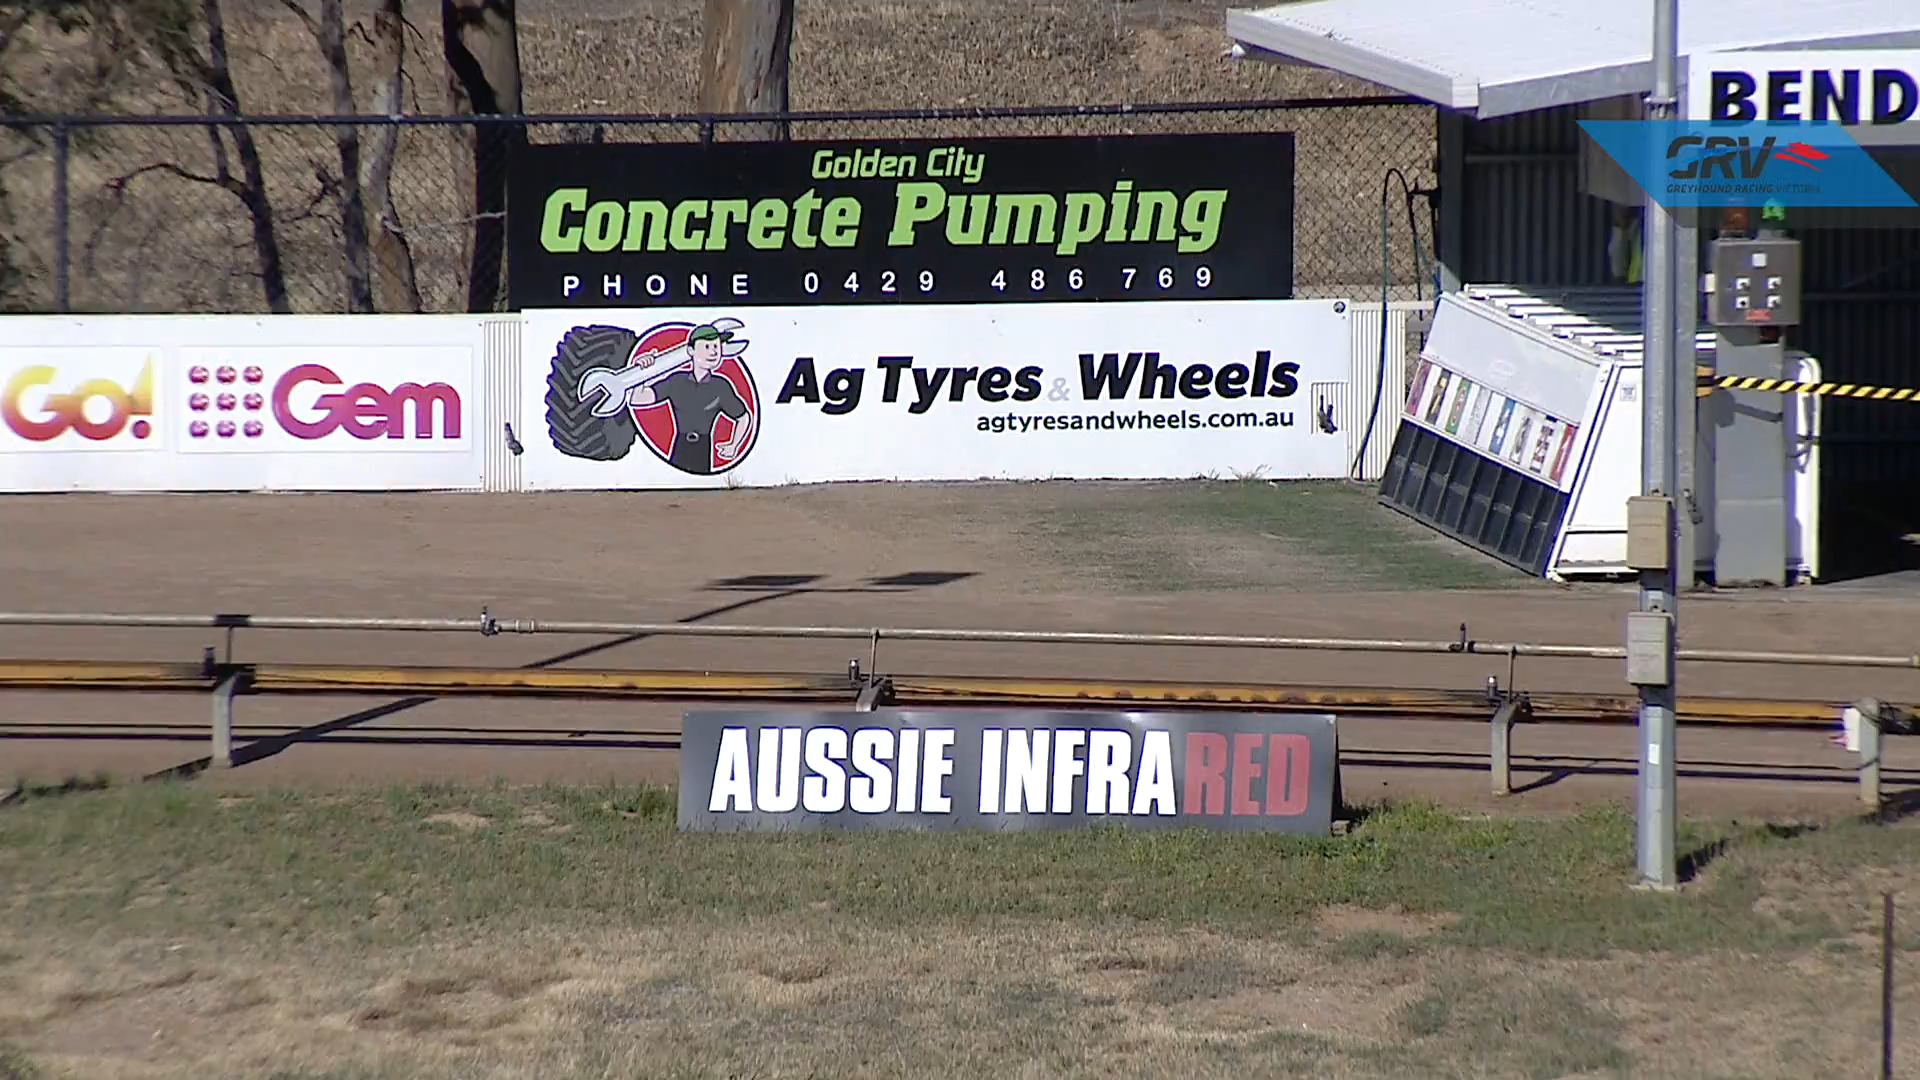 BEND
GRV
GREYHOUND RACING VICTORIA
Golden City
Concrete Pumping
PHONE 0429 486 769
Go!
Gem
Ag Tyres & Wheels
agtyresandwheels.com.au
AUSSIE INFRARED